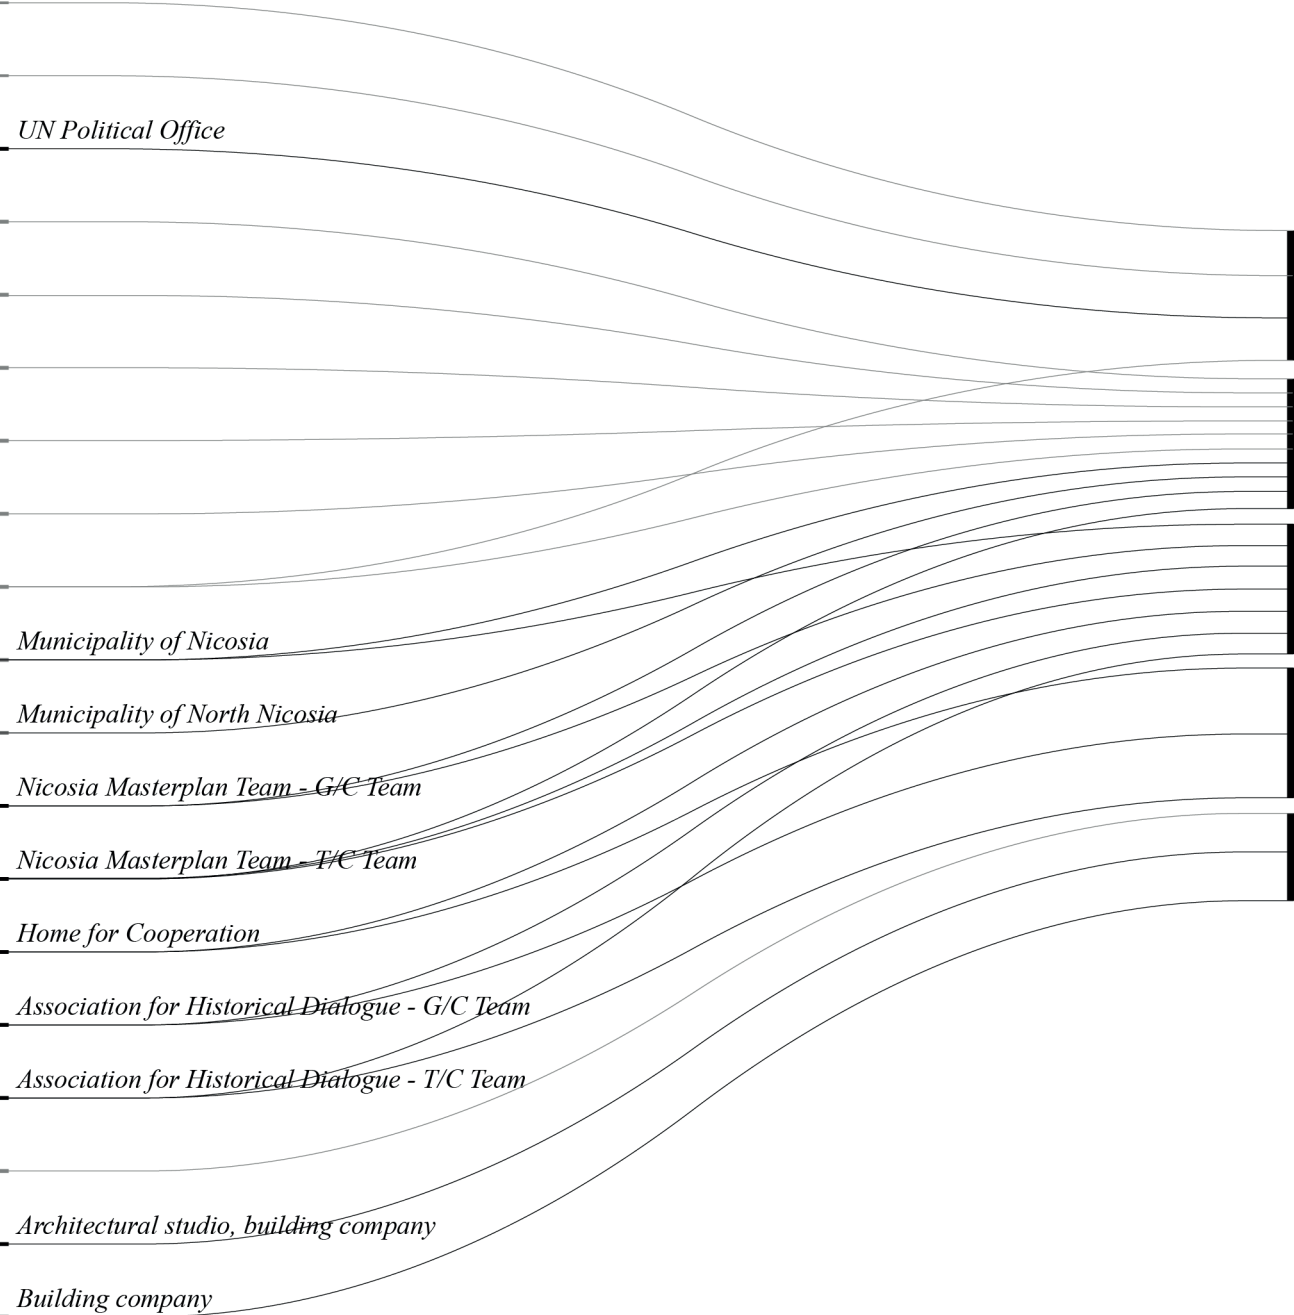 UN Political Office
Municipality of Nicosia
Municipality of North Nicosia
Nicosia Masterplan Team - G/C Team
Nicosia Masterplan Team - T/C Team
Home for Cooperation
Association for Historical Dialogue - G/C Team
Association for Historical Dialogue - T/C Team
Architectural studio, building company
Building company